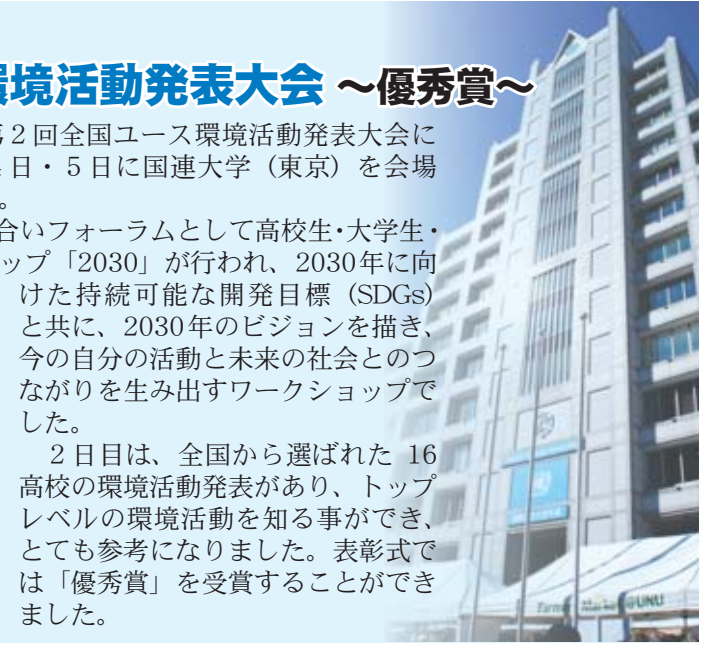 境活動発表大会 ～優秀賞～
２回全国ユース環境活動発表大会に
日・５日に国連大学（東京）を会場
。
合いフォーラムとして高校生・大学生・
ップ「2030」が行われ、2030年に向
けた持続可能な開発目標（SDGs）
と共に、2030年のビジョンを描き、
今の自分の活動と未来の社会とのつ
ながりを生み出すワークショップで
した。
　２日目は、全国から選ばれた 16
高校の環境活動発表があり、トップ
レベルの環境活動を知る事ができ、
とても参考になりました。表彰式で
は「優秀賞」を受賞することができ
ました。
Farmers Market @UNU